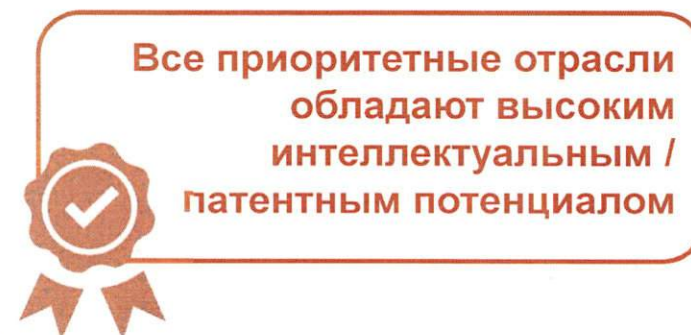 Все приоритетные отрасли
обладают высоким
интеллектуальным /
патентным потенциалом